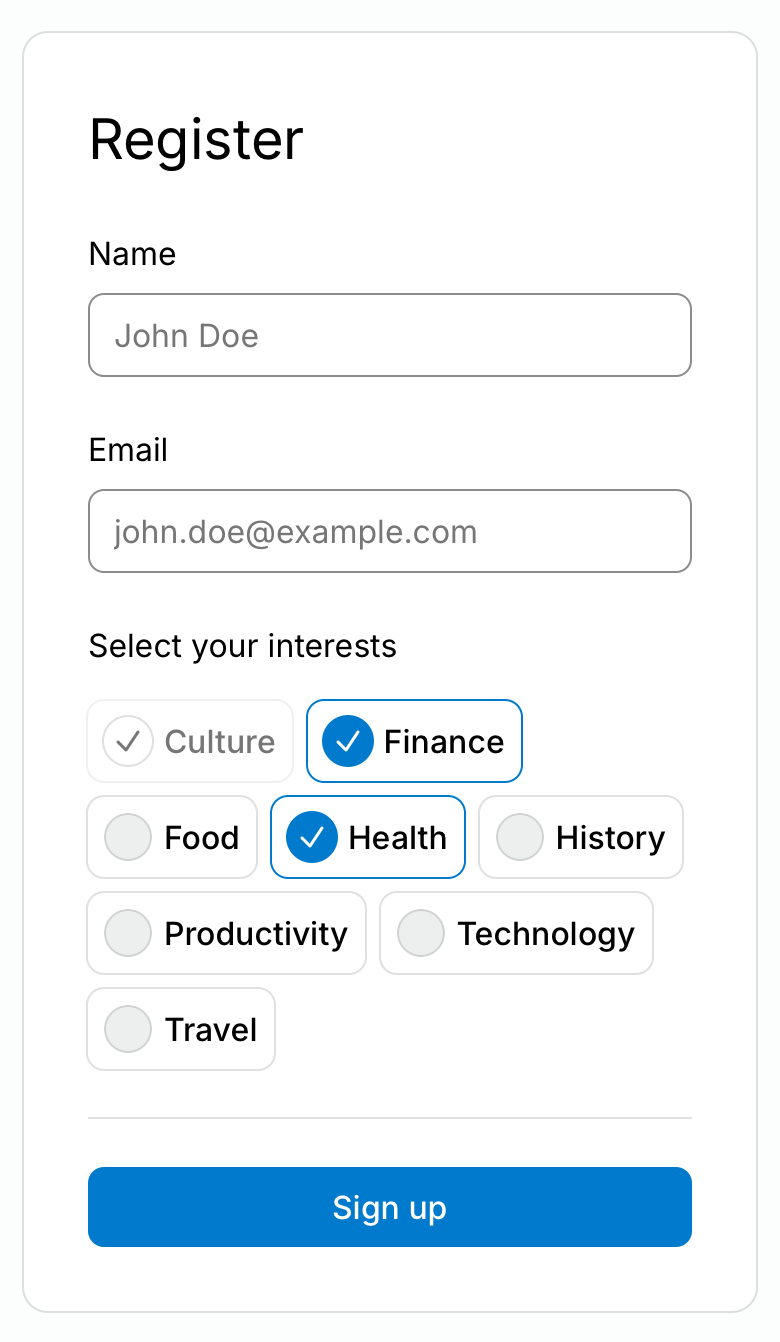 Register
Name
John Doe
Email
john.doe@example.com
Select your interests
Culture Finance
Food Health History
Productivity Technology
Travel
Sign up